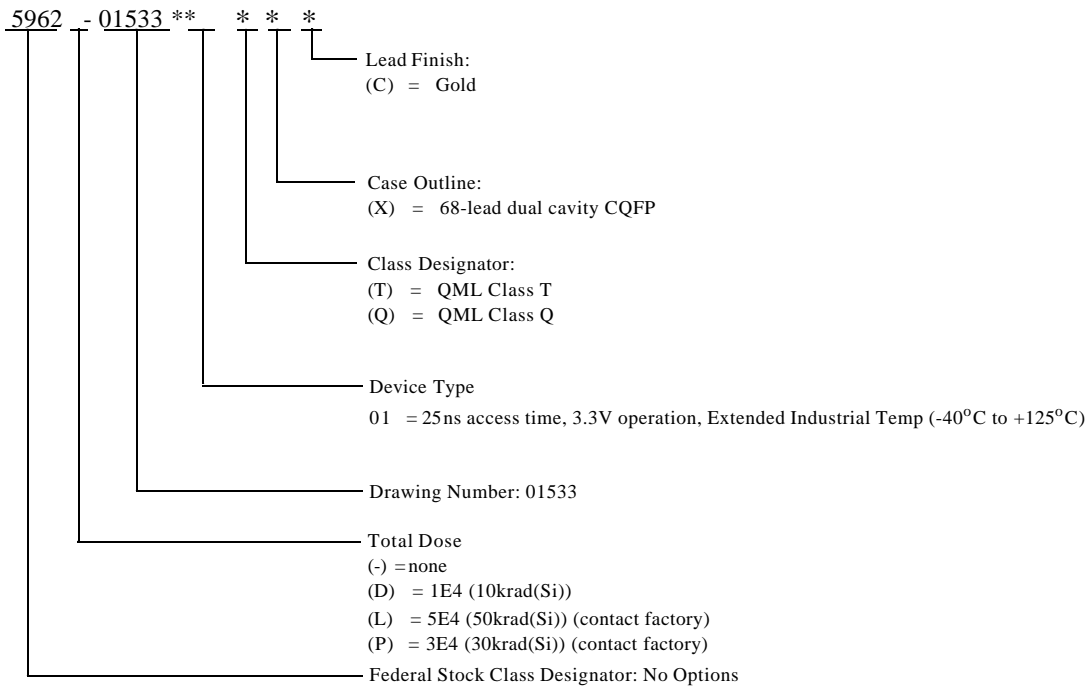 5962 - 01533 ** * * *
Lead Finish:
(C) = Gold
Case Outline:
(X) = 68-lead dual cavity CQFP
Class Designator:
(T) = QML Class T
(Q) = QML Class Q
Device Type
01 = 25ns access time, 3.3V operation, Extended Industrial Temp (-40°C to +125°C)
Drawing Number: 01533
Total Dose
(-) = none
(D) = 1E4 (10krad(Si))
(L) = 5E4 (50krad(Si)) (contact factory)
(P) = 3E4 (30krad(Si)) (contact factory)
Federal Stock Class Designator: No Options